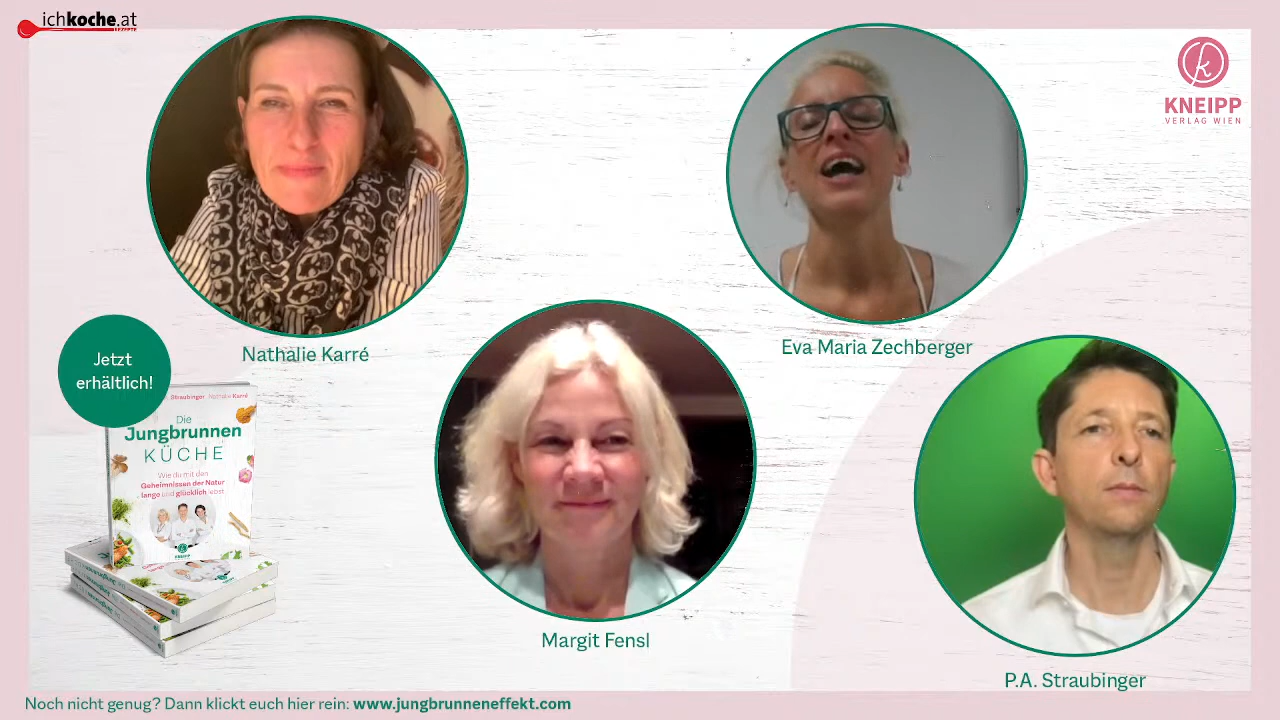 ichkoche.at
KNEIPP
VERLAG WIEN
Nathalie Karré
Eva Maria Zechberger
Jetzt
erhältlich!
Straubinger Nathalie Karré
Die
Jungbrunnen
KÜCHE
Wie du mit den
Geheimnissen der Natur
lange und glücklich lebst
KNEIPP
Margit Fensl
P.A. Straubinger
Noch nicht genug? Dann klickt euch hier rein: www.jungbrunneneffekt.com